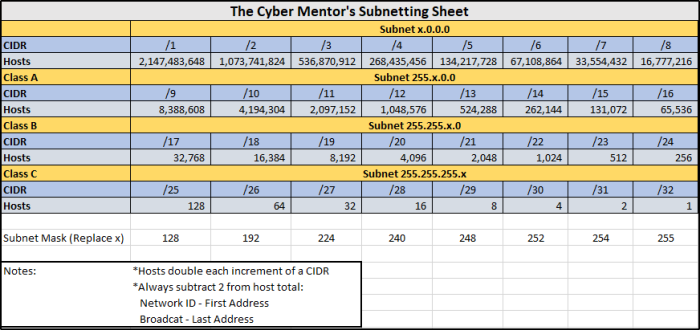 The Cyber Mentor's Subnetting Sheet
Subnet x.0.0.0
CIDR /1 /2 /3 /4 /5 /6 /7 /8
Hosts 2,147,483,648 1,073,741,824 536,870,912 268,435,456 134,217,728 67,108,864 33,554,432 16,777,216
Class A Subnet 255.x.0.0
CIDR /9 /10 /11 /12 /13 /14 /15 /16
Hosts 8,388,608 4,194,304 2,097,152 1,048,576 524,288 262,144 131,072 65,536
Class B Subnet 255.255.x.0
CIDR /17 /18 /19 /20 /21 /22 /23 /24
Hosts 32,768 16,384 8,192 4,096 2,048 1,024 512 256
Class C Subnet 255.255.255.x
CIDR /25 /26 /27 /28 /29 /30 /31 /32
Hosts 128 64 32 16 8 4 2 1
Subnet Mask (Replace x) 128 192 224 240 248 252 254 255
Notes: *Hosts double each increment of a CIDR
*Always subtract 2 from host total:
Network ID - First Address
Broadcat - Last Address